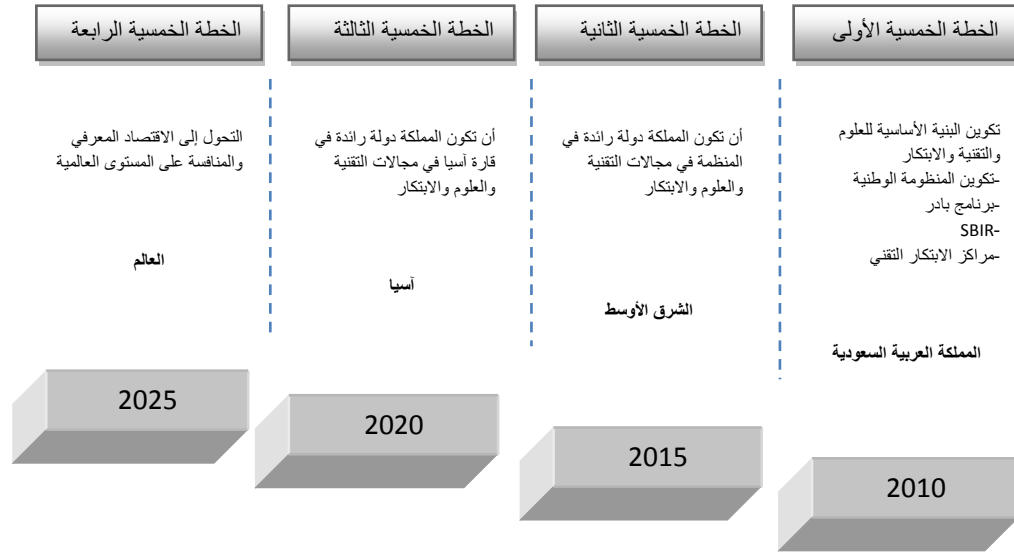 الخطة الخمسية الأولى
تكوين البنية الأساسية للعلوم
والتقنية والابتكار
-تكوين المنظومة الوطنية
-برنامج بادر
-SBIR
-مراكز الابتكار التقني
المملكة العربية السعودية
2010
الخطة الخمسية الثانية
أن تكون المملكة دولة رائدة في
المنظمة في مجالات التقنية
والعلوم والابتكار
الشرق الأوسط
2015
الخطة الخمسية الثالثة
أن تكون المملكة دولة رائدة في
قارة آسيا في مجالات التقنية
والعلوم والابتكار
آسيا
2020
الخطة الخمسية الرابعة
التحول إلى الاقتصاد المعرفي
والمنافسة على المستوى العالمية
العالم
2025